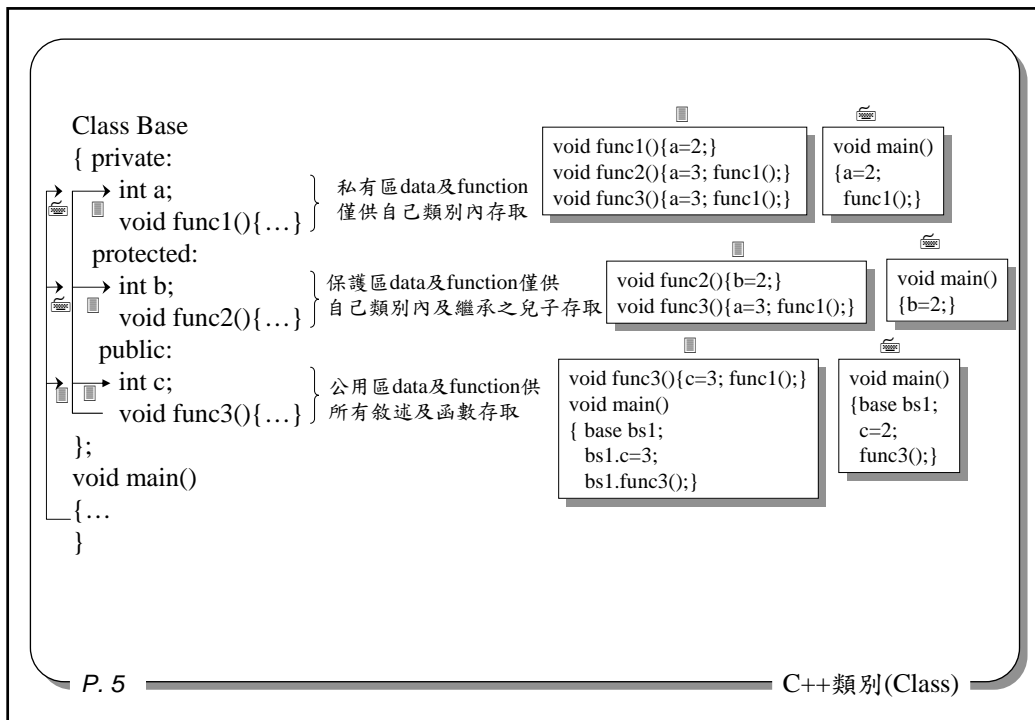 Class Base
{ private:
int a;
void func1(){…}
protected:
int b;
void func2(){…}
public:
int c;
void func3(){…}
};
void main()
{…
}
私有區data及function
僅供自己類別內存取
保護區data及function僅供
自己類別內及繼承之兒子存取
公用區data及function供
所有敘述及函數存取
void func1(){a=2;}
void func2(){a=3; func1();}
void func3(){a=3; func1();}
void main()
{a=2;
func1();}
void func2(){b=2;}
void func3(){a=3; func1();}
void main()
{b=2;}
void func3(){c=3; func1();}
void main()
{ base bs1;
bs1.c=3;
bs1.func3();}
void main()
{base bs1;
c=2;
func3();}
P. 5
C++類別(Class)